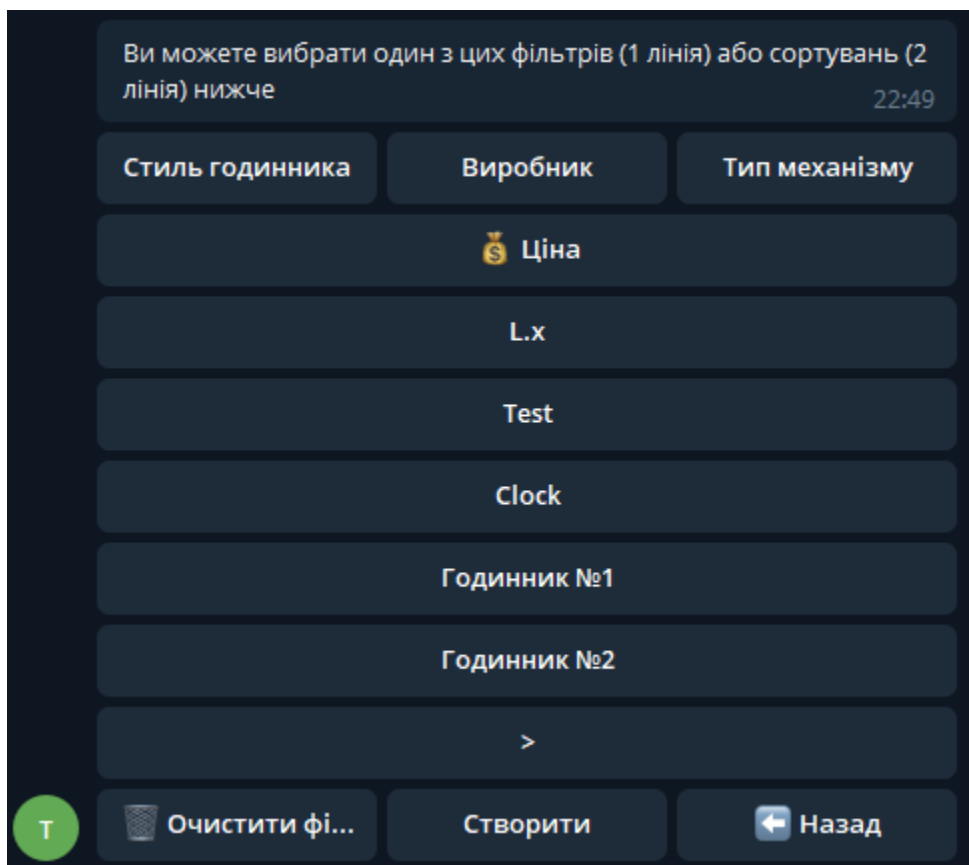 Ви можете вибрати один з цих фільтрів (1 лінія) або сортувань (2
лінія) нижче
22:49
Стиль годинника Виробник Тип механізму
💰 Ціна
L.x
Test
Clock
Годинник №1
Годинник №2
>
T 🗑 Очистити фі... Створити ⬅️ Назад